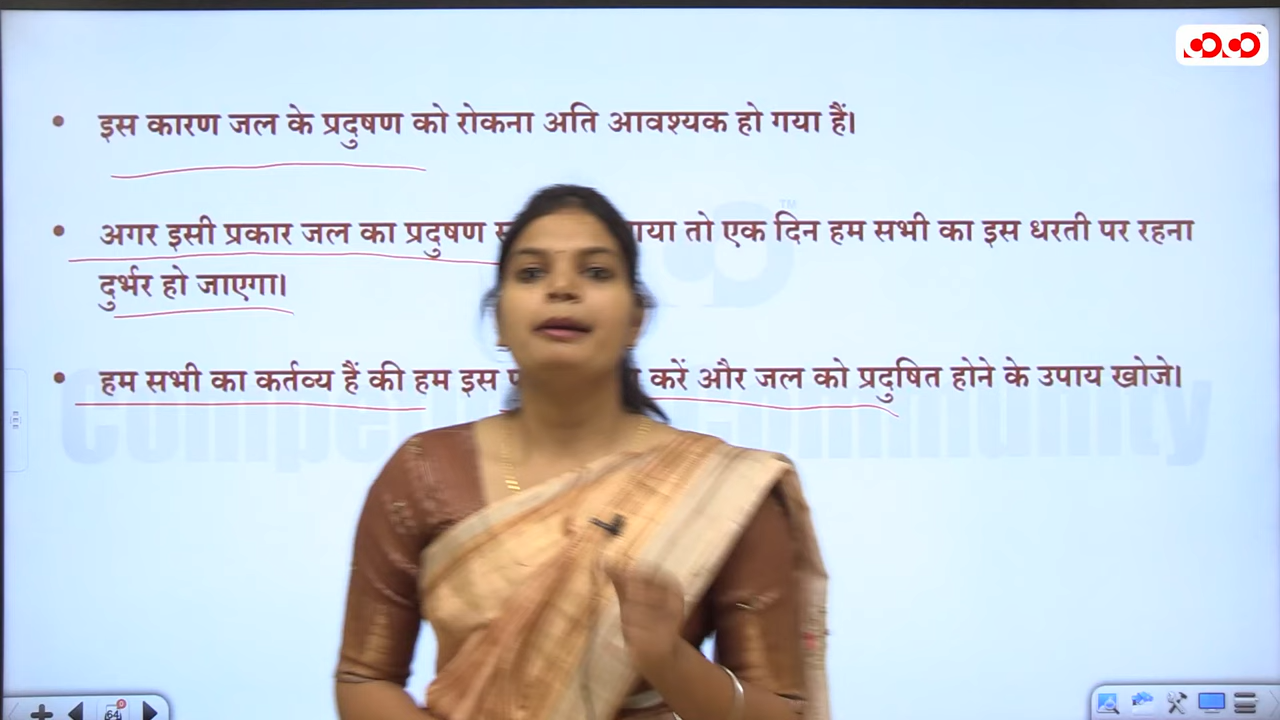 इस कारण जल के प्रदुषण को रोकना अति आवश्यक हो गया हैं।
अगर इसी प्रकार जल का प्रदुषण तो एक दिन हम सभी का इस धरती पर रहना
दुर्भर हो जाएगा।
हम सभी का कर्तव्य हैं की हम इस करें और जल को प्रदुषित होने के उपाय खोजे।
64